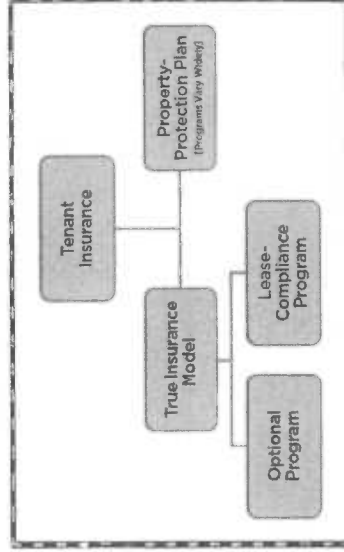 Tenant
Insurance
True Insurance
Model
Property-
Protection Plan
(Programs Vary Widely)
Optional
Program
Lease-
Compliance
Program